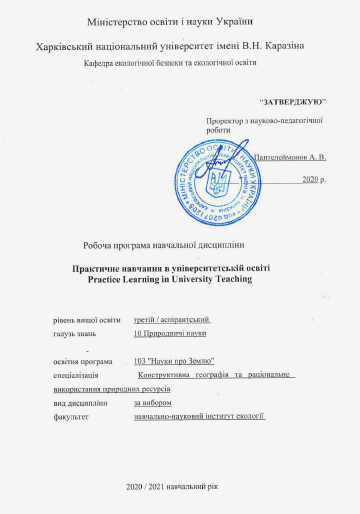 Міністерство освіти і науки України
Харківський національний університет імені В.Н. Каразіна
Кафедра екологічної безпеки та екологічної освіти
"ЗАТВЕРДЖУЮ"
Проректор з науково-педагогічної
роботи
Пантелеймонов А. В.
2020 р.
Робоча програма навчальної дисципліни
Практичне навчання в університетській освіті
Practice Learning in University Teaching
рівень вищої освіти третій / аспірантський
галузь знань 10 Природничі науки
освітня програма 103 "Науки про Землю"
спеціалізація Конструктивна географія та раціональне
використання природних ресурсів
вид дисципліни за вибором
факультет навчально-науковий інститут екології
2020 / 2021 навчальний рік